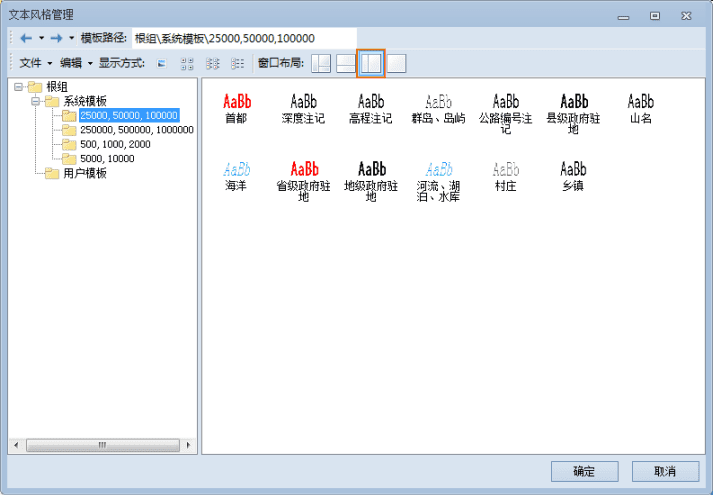 文本风格管理
模板路径: 根组\系统模板\25000,50000,100000
文件 编辑 显示方式: 窗口布局:
根组
系统模板
25000, 50000, 100000
250000, 500000, 1000000
500, 1000, 2000
5000, 10000
用户模板
AaBb AaBb AaBb AaBb AaBb AaBb AaBb
首都 深度注记 高程注记 群岛、岛屿 公路编号注记 县级政府驻地 山名
AaBb AaBb AaBb AaBb AaBb AaBb
海洋 省级政府驻地 地级政府驻地 河流、湖泊、水库 村庄 乡镇
确定 取消